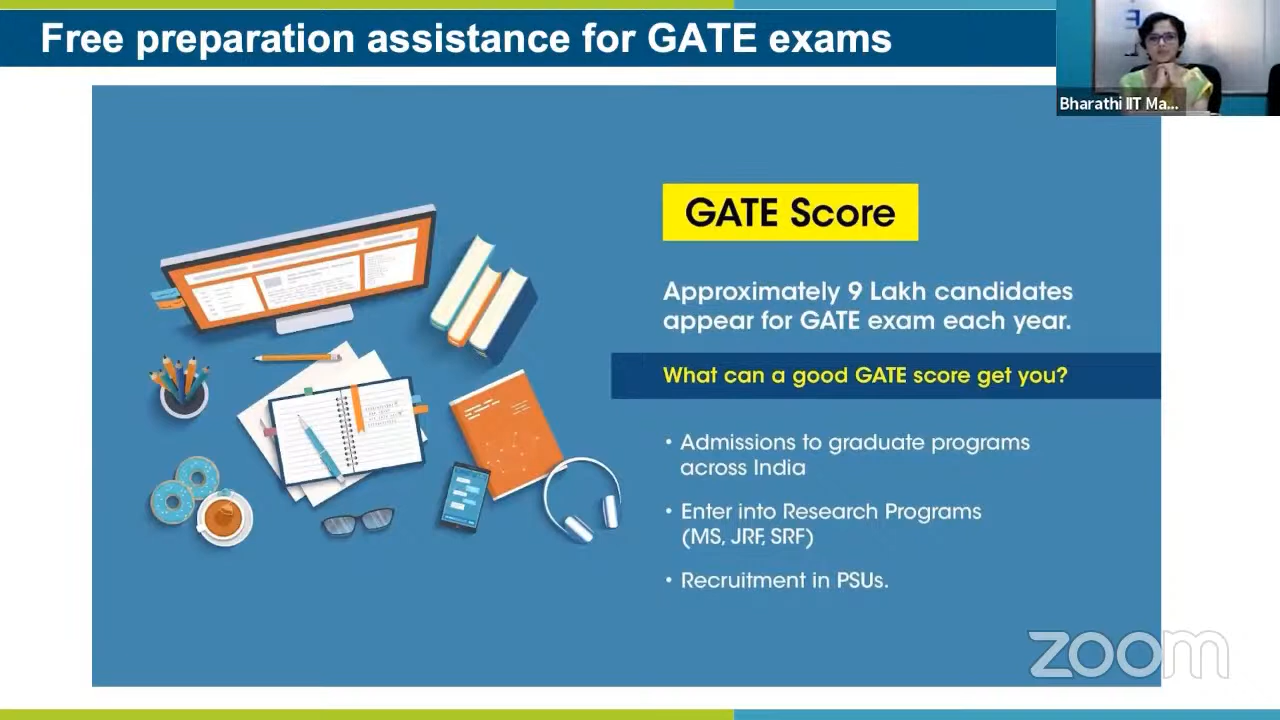 Free preparation assistance for GATE exams
Bharathi IIT Ma...
GATE Score
Approximately 9 Lakh candidates
appear for GATE exam each year.
What can a good GATE score get you?
• Admissions to graduate programs
across India
• Enter into Research Programs
(MS, JRF, SRF)
• Recruitment in PSUs.
zoom